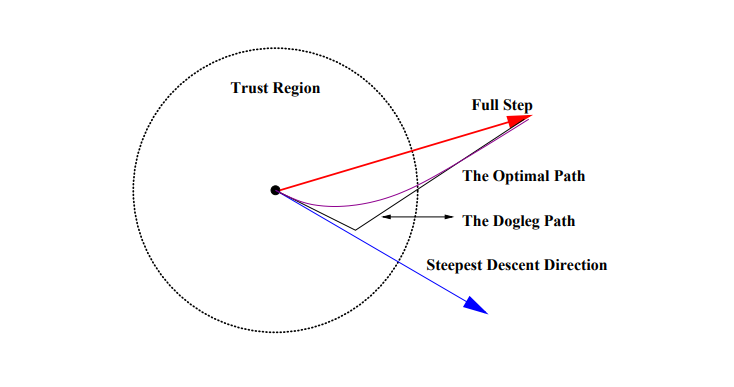 Trust Region
Full Step
The Optimal Path
The Dogleg Path
Steepest Descent Direction